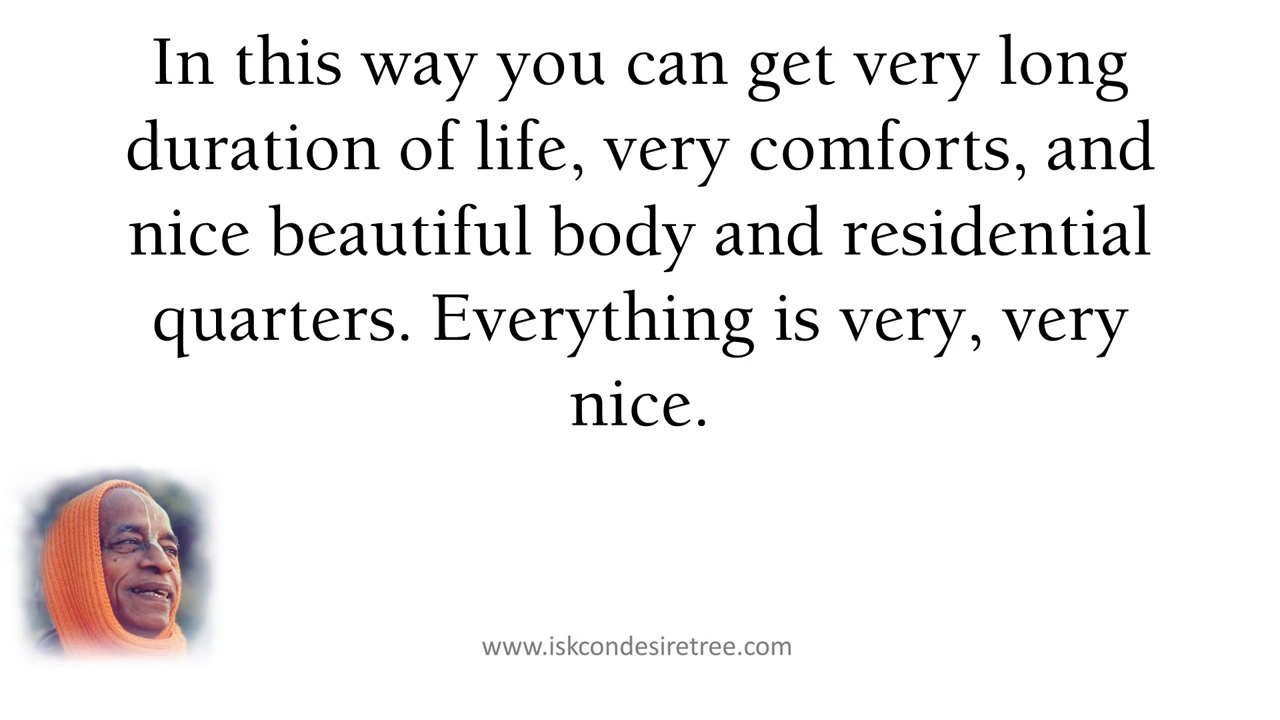 In this way you can get very long
duration of life, very comforts, and
nice beautiful body and residential
quarters. Everything is very, very
nice.
www.iskcondesiretree.com